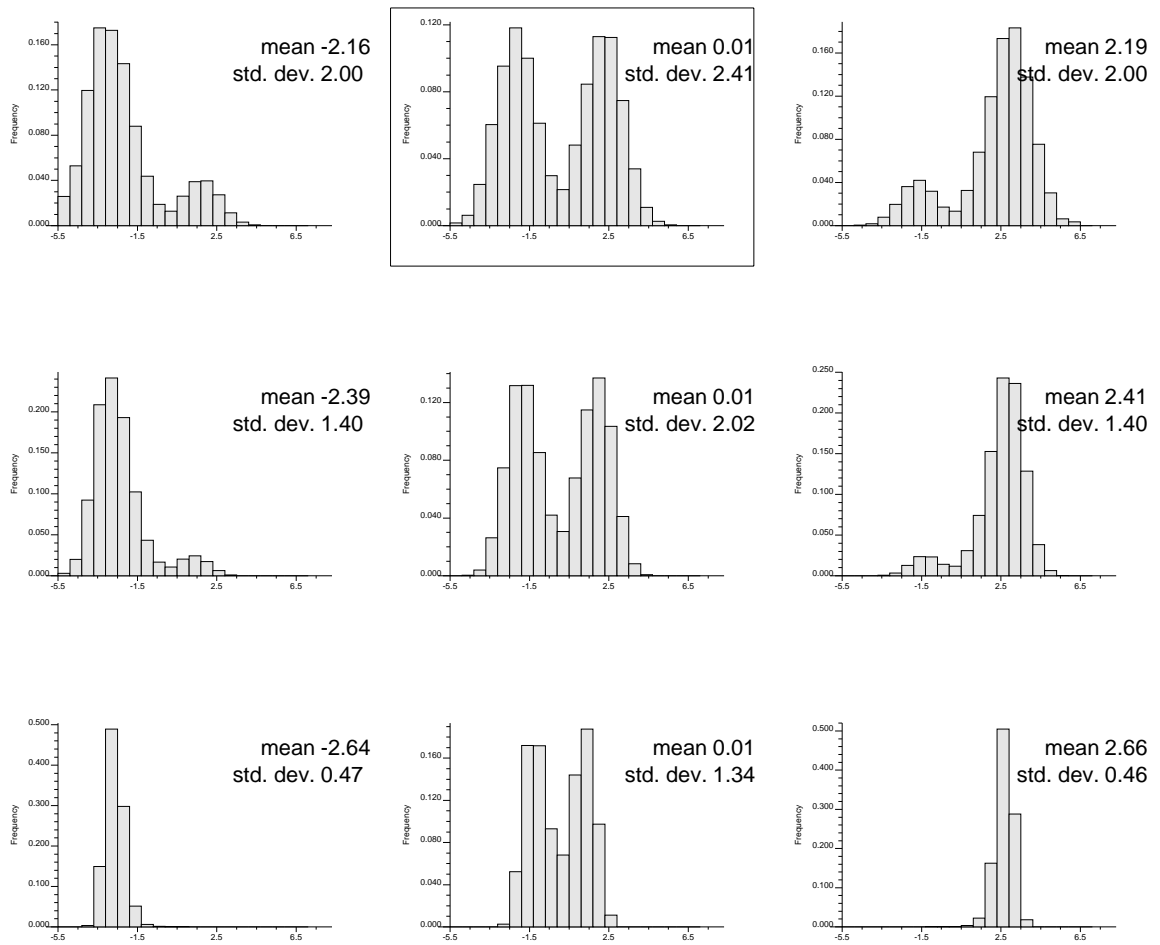 mean -2.16
std. dev. 2.00
Frequency
0.160
0.120
0.080
0.040
0.000
-5.5 -1.5 2.5 6.5
mean 0.01
std. dev. 2.41
Frequency
0.120
0.080
0.040
0.000
-5.5 -1.5 2.5 6.5
mean 2.19
std. dev. 2.00
Frequency
0.160
0.120
0.080
0.040
0.000
-5.5 -1.5 2.5 6.5
mean -2.39
std. dev. 1.40
Frequency
0.200
0.150
0.100
0.050
0.000
-5.5 -1.5 2.5 6.5
mean 0.01
std. dev. 2.02
Frequency
0.120
0.080
0.040
0.000
-5.5 -1.5 2.5 6.5
mean 2.41
std. dev. 1.40
Frequency
0.250
0.200
0.150
0.100
0.050
0.000
-5.5 -1.5 2.5 6.5
mean -2.64
std. dev. 0.47
Frequency
0.500
0.400
0.300
0.200
0.100
0.000
-5.5 -1.5 2.5 6.5
mean 0.01
std. dev. 1.34
Frequency
0.160
0.120
0.080
0.040
0.000
-5.5 -1.5 2.5 6.5
mean 2.66
std. dev. 0.46
Frequency
0.500
0.400
0.300
0.200
0.100
0.000
-5.5 -1.5 2.5 6.5